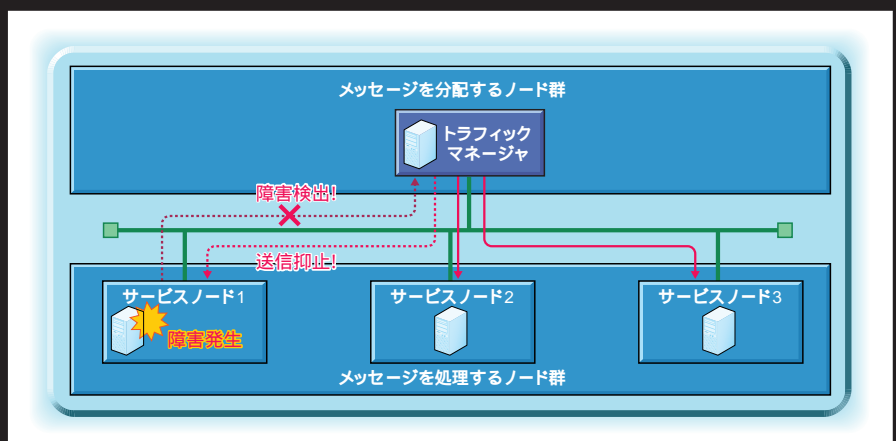 メッセージを分配するノード群
トラフィック
マネージャ
障害検出!
送信抑止!
サービスノード1
サービスノード2
サービスノード3
障害発生
メッセージを処理するノード群